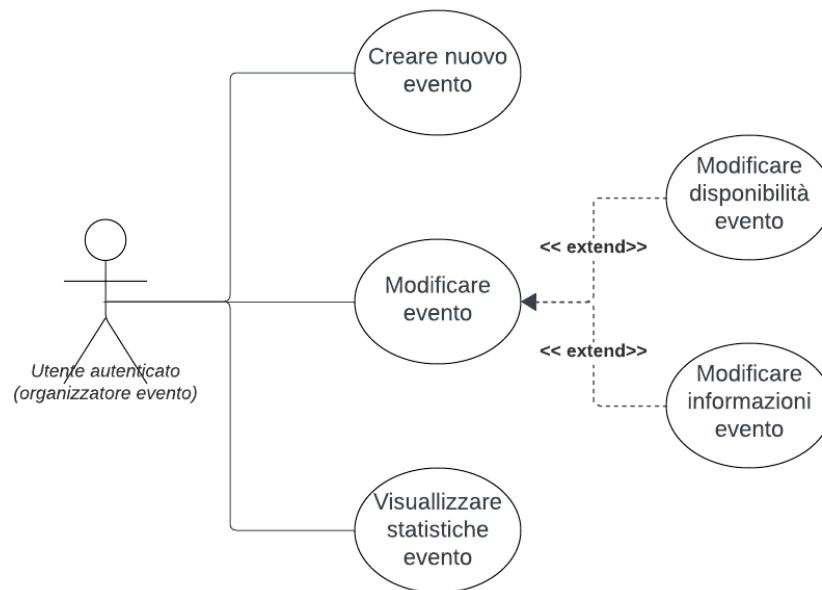 Creare nuovo
evento
Modificare
disponibilità
evento
<< extend>>
Modificare
evento
<< extend>>
Modificare
informazioni
evento
Utente autenticato
(organizzatore evento)
Visuallizzare
statistiche
evento